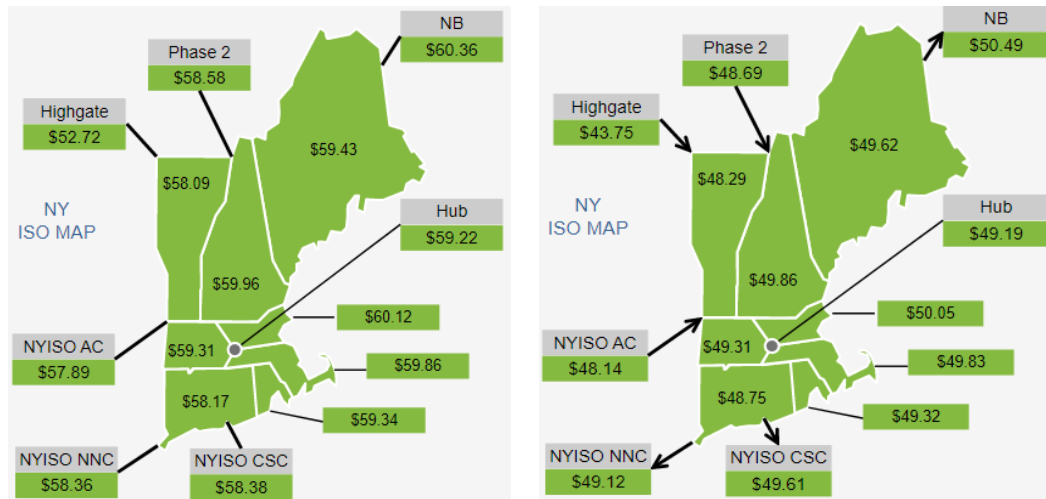 NB
$60.36
Phase 2
$58.58
Highgate
$52.72
$59.43
$58.09
NY
ISO MAP
Hub
$59.22
$59.96
$60.12
NYISO AC
$57.89
$59.31
$59.86
$58.17
$59.34
NYISO NNC
$58.36
NYISO CSC
$58.38
NB
$50.49
Phase 2
$48.69
Highgate
$43.75
$49.62
$48.29
NY
ISO MAP
Hub
$49.19
$49.86
$50.05
NYISO AC
$48.14
$49.31
$49.83
$48.75
$49.32
NYISO NNC
$49.12
NYISO CSC
$49.61